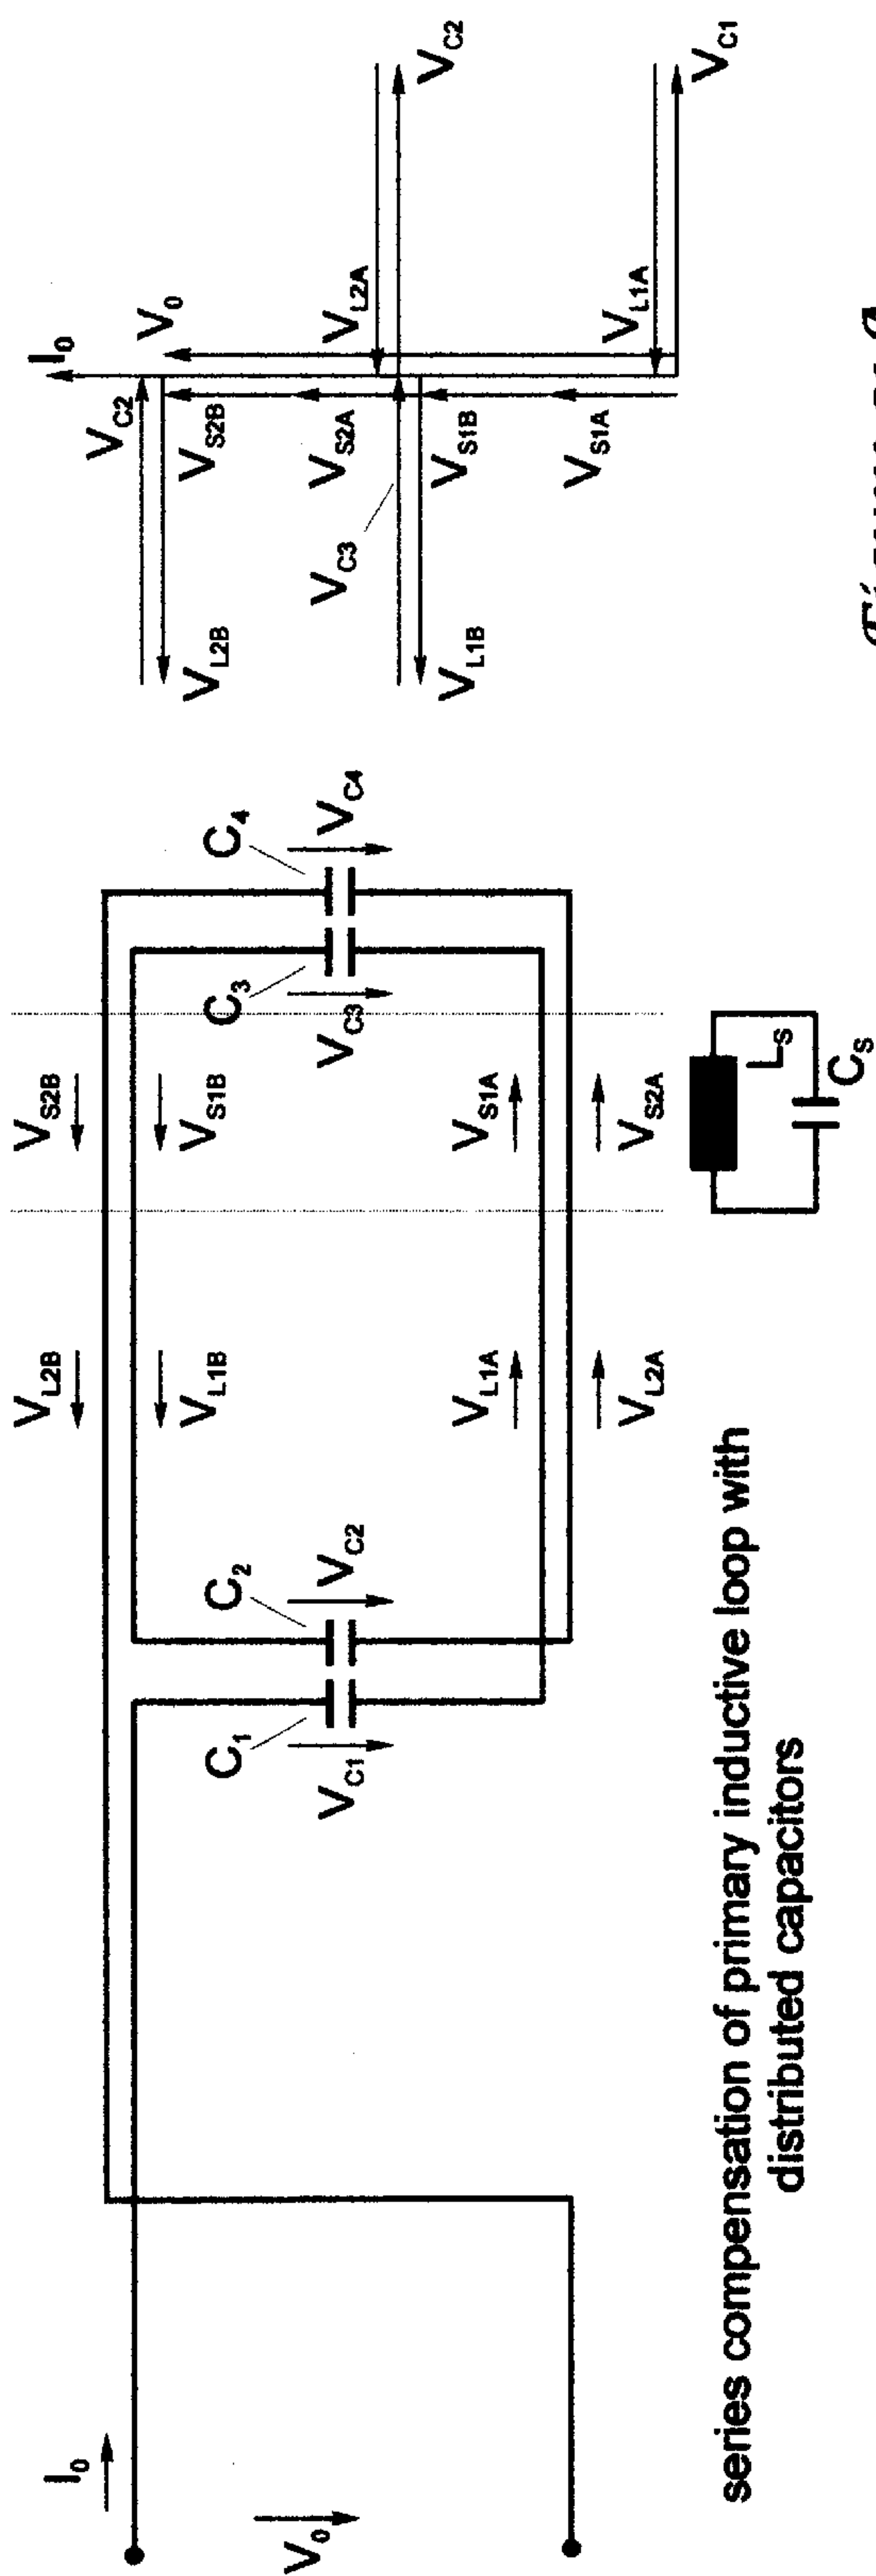 I0
V0
C1
VC1
C2
VC2
VL2B
VL1B
VL1A
VL2A
VS2B
VS1B
VS1A
VS2A
C3
VC3
C4
VC4
LS
CS
series compensation of primary inductive loop with
distributed capacitors
I0
V0
VC2
VL2B
VS2B
VS2A
VC3
VL1B
VS1B
VS1A
VL2A
VC2
VL1A
VC1